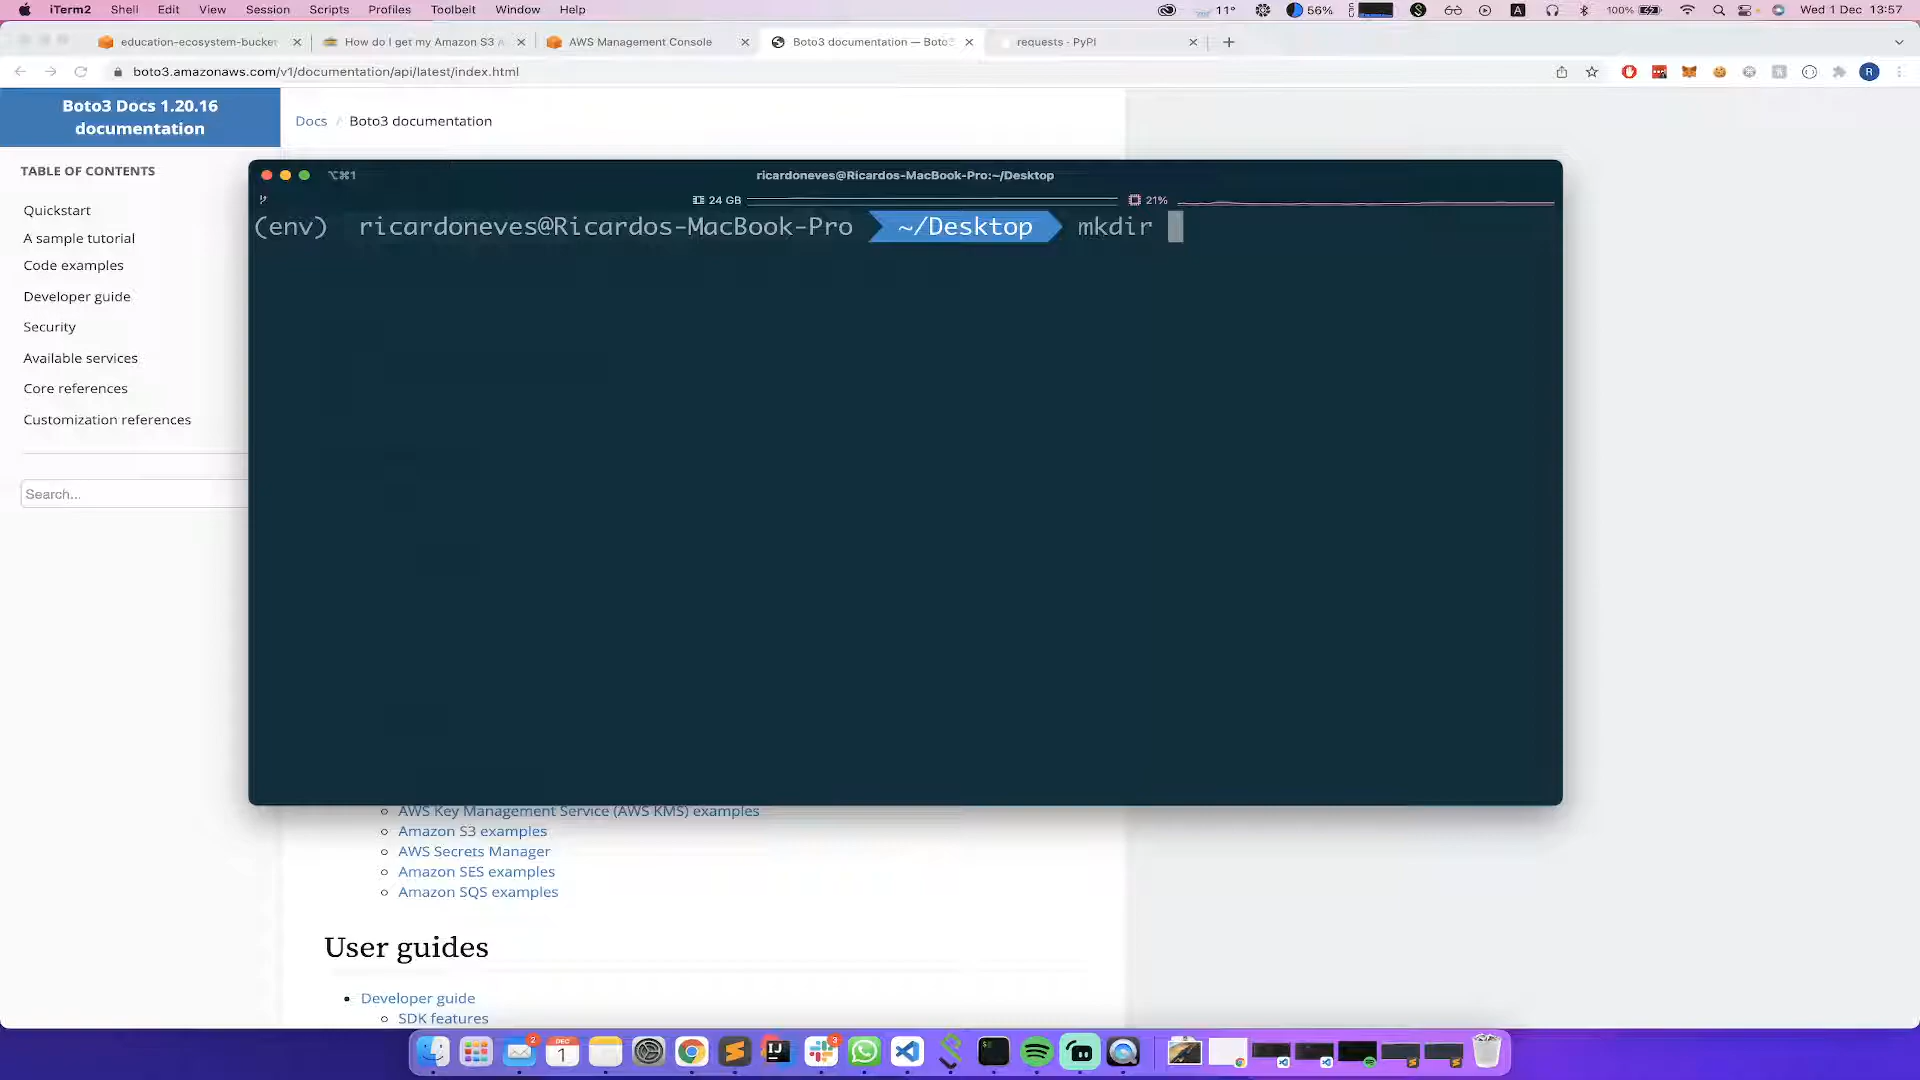 iTerm2 Shell Edit View Session Scripts Profiles Toolbelt Window Help 11° 56% 100% Wed 1 Dec 13:57
education-ecosystem-bucket How do I get my Amazon S3 AWS Management Console Boto3 documentation — Boto3 requests · PyPI
boto3.amazonaws.com/v1/documentation/api/latest/index.html
Boto3 Docs 1.20.16
documentation
Docs / Boto3 documentation
TABLE OF CONTENTS
Quickstart
A sample tutorial
Code examples
Developer guide
Security
Available services
Core references
Customization references
Search...
⌥⌘1 ricardoneves@Ricardos-MacBook-Pro:~/Desktop
24 GB 21%
(env) ricardoneves@Ricardos-MacBook-Pro ~/Desktop mkdir
AWS Key Management Service (AWS KMS) examples
Amazon S3 examples
AWS Secrets Manager
Amazon SES examples
Amazon SQS examples
User guides
Developer guide
SDK features